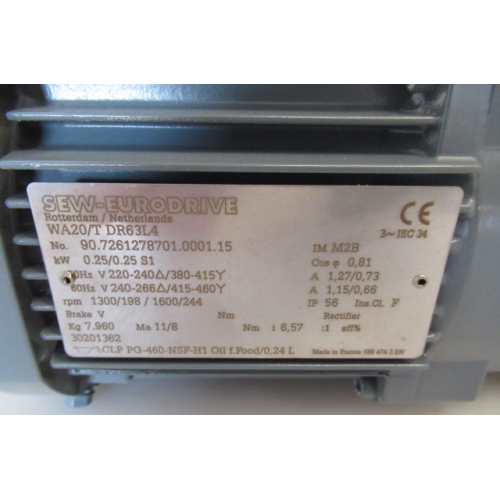 SEW-EURODRIVE
Rotterdam / Netherlands
WA20/T DR63L4
3~IEC 34
No. 90.7261278701.0001.15 IM M2B
kW 0.25/0.25 S1 Cos φ 0,81
50Hz V 220-240△/380-415Y A 1,27/0,73
60Hz V 240-266△/415-460Y A 1,15/0,66
rpm 1300/198 / 1600/244 IP 56 Ins.Cl. F
Brake V Nm Rectifier
Kg 7.960 Ma 11/8 Nm i 6,57 :1 eff%
30201362
CLP PG-460-NSF-H1 Oil f.Food/0,24 L Made in France